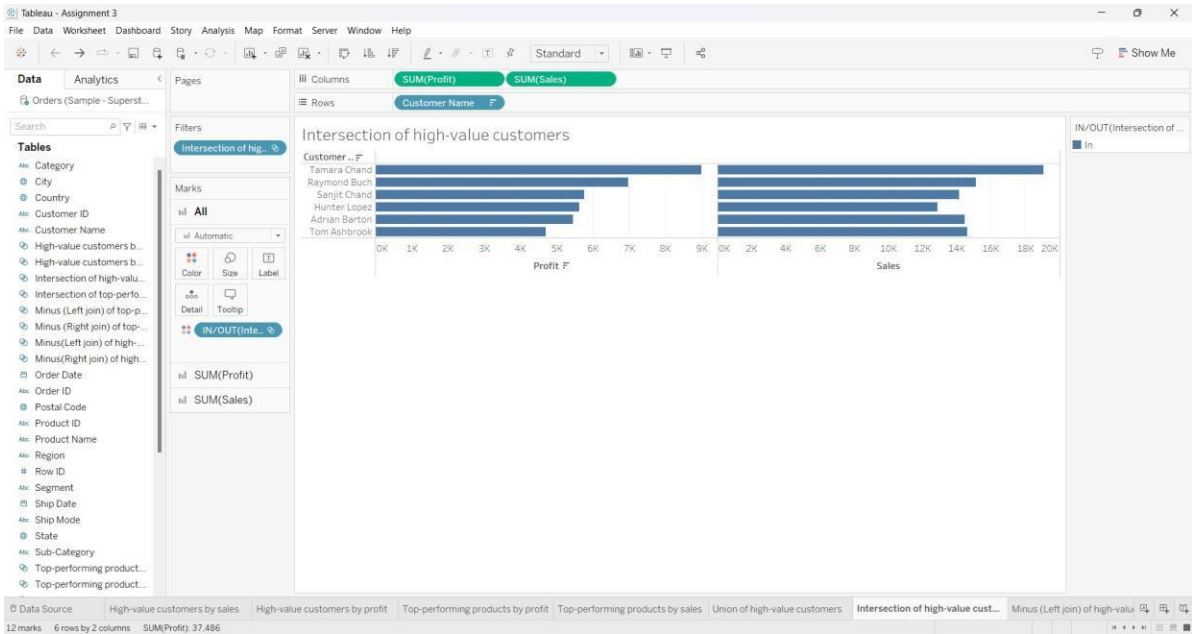 Tableau - Assignment 3
File Data Worksheet Dashboard Story Analysis Map Format Server Window Help
Standard
Show Me
Data Analytics
Orders (Sample - Superst...
Search
Tables
Abc Category
City
Country
Abc Customer ID
Abc Customer Name
High-value customers b...
High-value customers b...
Intersection of high-valu...
Intersection of top-perfo...
Minus (Left join) of top-p...
Minus (Right join) of top-...
Minus(Left join) of high-...
Minus(Right join) of high...
Order Date
Abc Order ID
Postal Code
Abc Product ID
Abc Product Name
Abc Region
# Row ID
Abc Segment
Ship Date
Abc Ship Mode
State
Abc Sub-Category
Top-performing product...
Top-performing product...
Pages
Filters
Intersection of hig..
Marks
All
Automatic
Color Size Label
Detail Tooltip
IN/OUT(Inte..
SUM(Profit)
SUM(Sales)
Columns SUM(Profit) SUM(Sales)
Rows Customer Name
Intersection of high-value customers
Customer ..
Tamara Chand
Raymond Buch
Sanjit Chand
Hunter Lopez
Adrian Barton
Tom Ashbrook
0K 1K 2K 3K 4K 5K 6K 7K 8K 9K 0K 2K 4K 6K 8K 10K 12K 14K 16K 18K 20K
Profit Sales
IN/OUT(Intersection of ...
In
Data Source High-value customers by sales High-value customers by profit Top-performing products by profit Top-performing products by sales Union of high-value customers Intersection of high-value cust... Minus (Left join) of high-valu
12 marks 6 rows by 2 columns SUM(Profit): 37,486